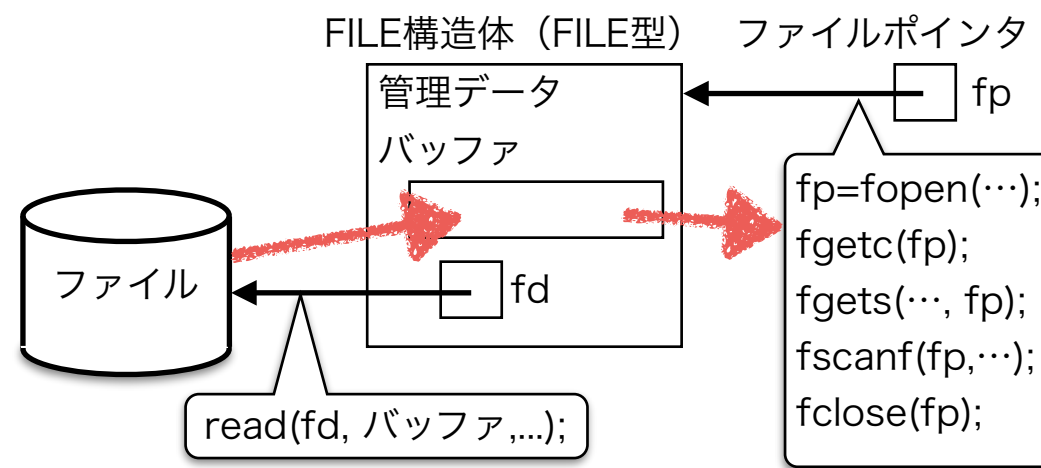 FILE構造体（FILE型）
ファイルポインタ
管理データ
fp
バッファ
fp=fopen(…);
fgetc(fp);
fgets(…, fp);
fscanf(fp,…);
fclose(fp);
ファイル
fd
read(fd, バッファ,...);